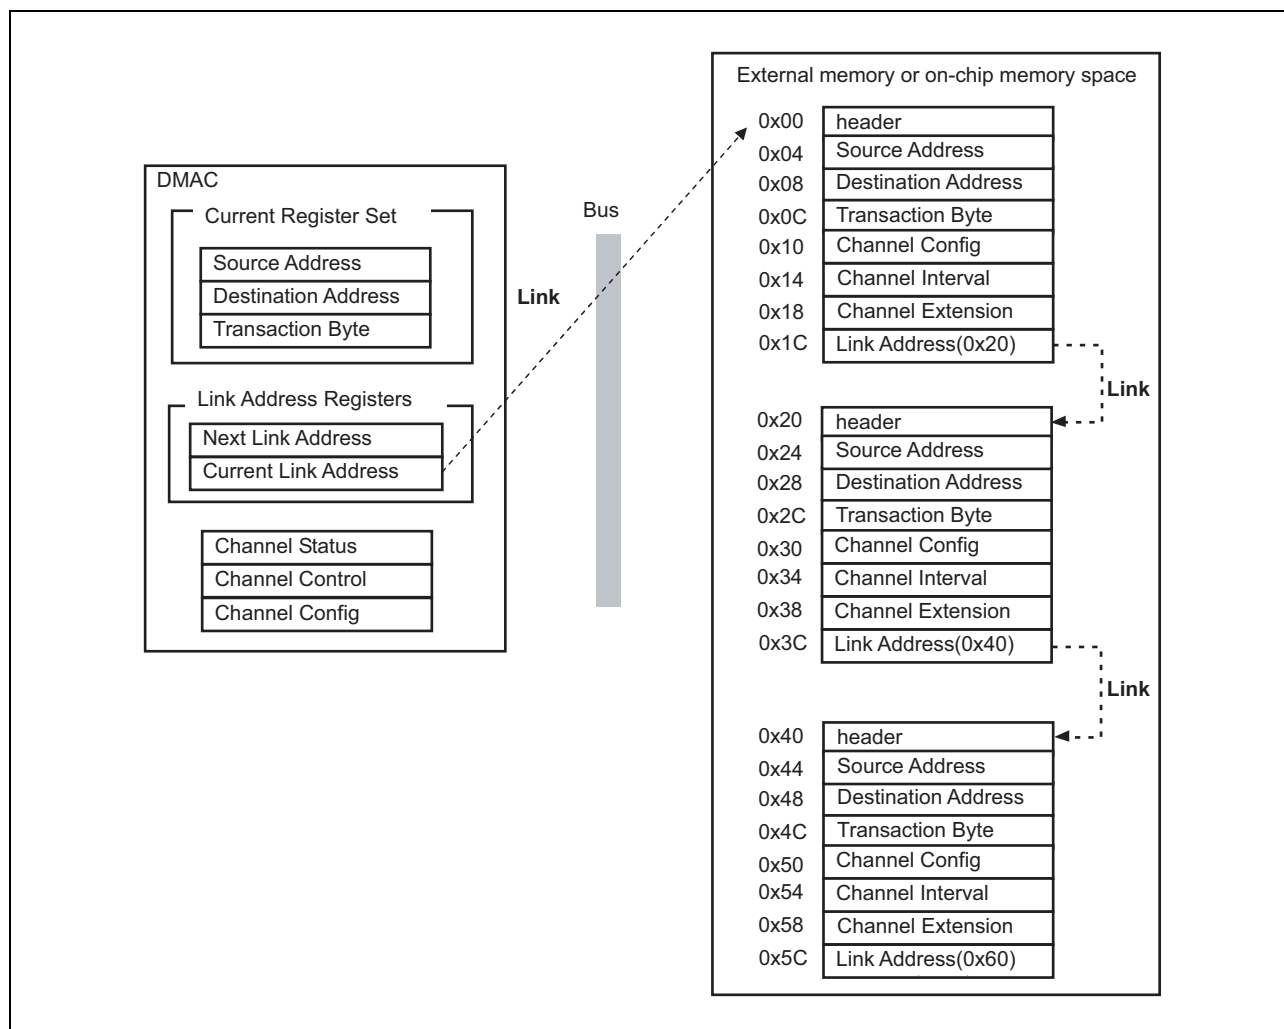 DMAC
Current Register Set
Source Address
Destination Address
Transaction Byte
Link Address Registers
Next Link Address
Current Link Address
Channel Status
Channel Control
Channel Config
Link
Bus
External memory or on-chip memory space
0x00 header
0x04 Source Address
0x08 Destination Address
0x0C Transaction Byte
0x10 Channel Config
0x14 Channel Interval
0x18 Channel Extension
0x1C Link Address(0x20)
Link
0x20 header
0x24 Source Address
0x28 Destination Address
0x2C Transaction Byte
0x30 Channel Config
0x34 Channel Interval
0x38 Channel Extension
0x3C Link Address(0x40)
Link
0x40 header
0x44 Source Address
0x48 Destination Address
0x4C Transaction Byte
0x50 Channel Config
0x54 Channel Interval
0x58 Channel Extension
0x5C Link Address(0x60)